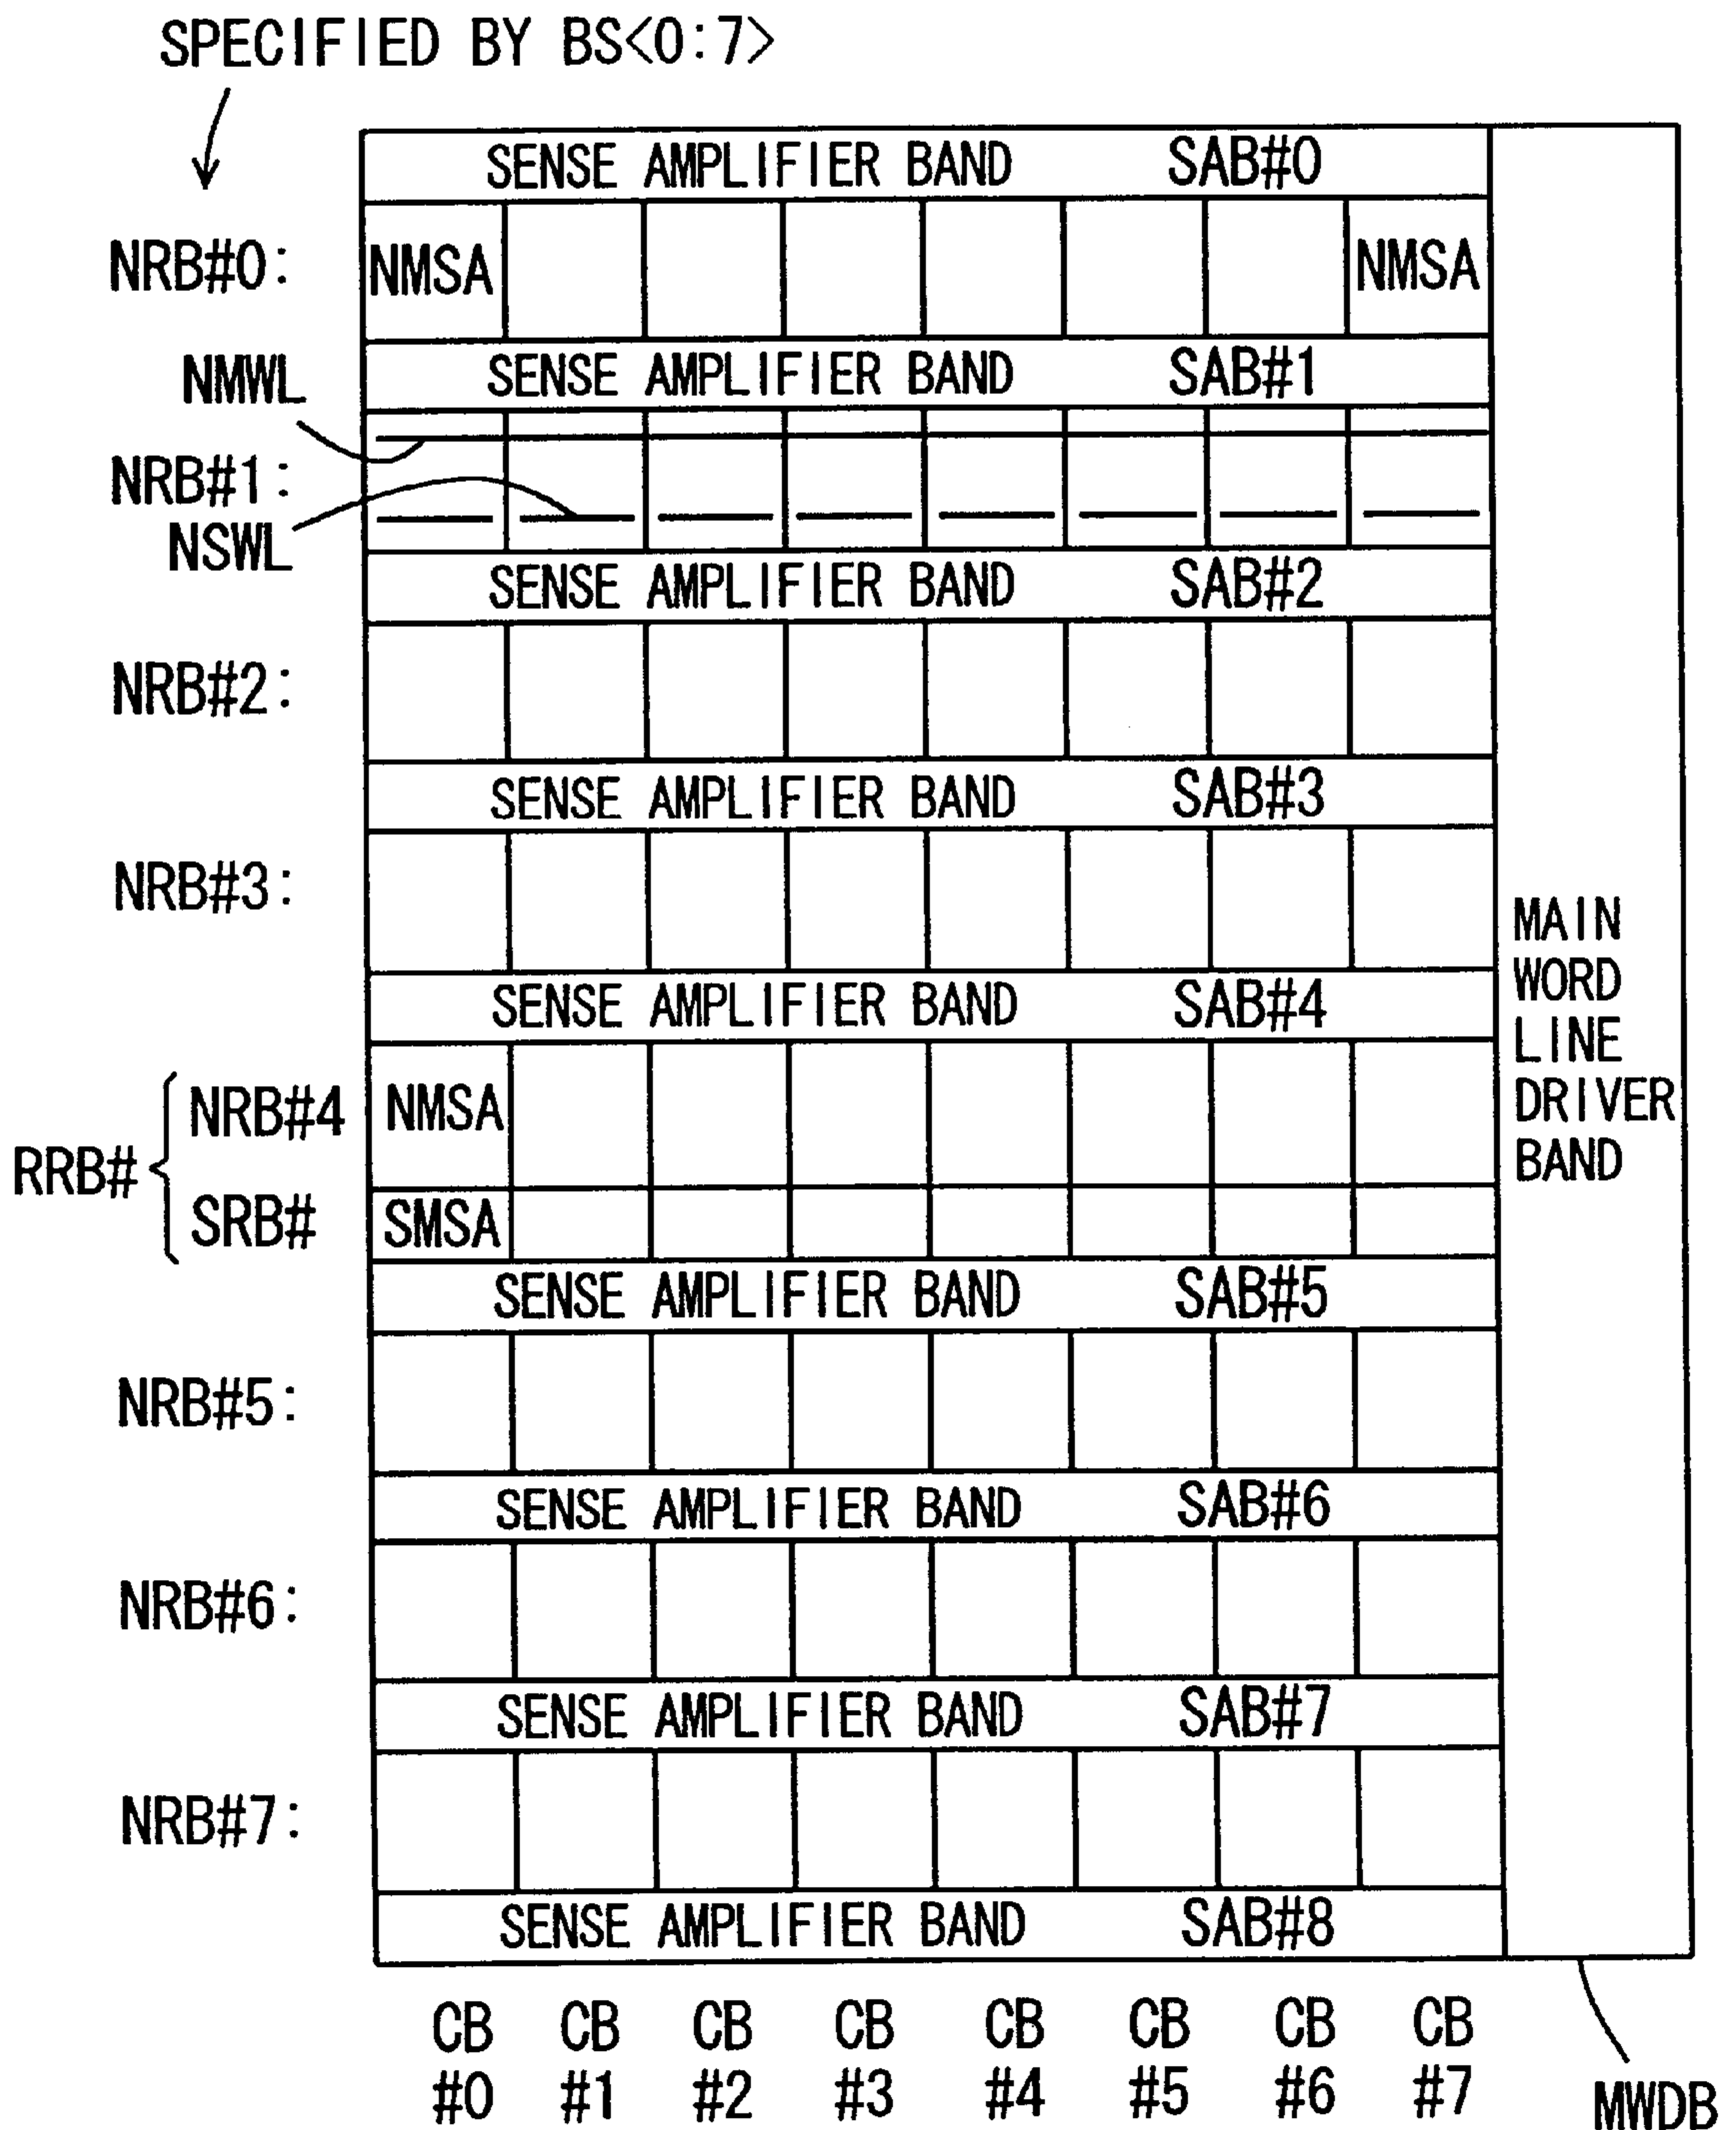 SPECIFIED BY BS<0:7>
SENSE AMPLIFIER BAND SAB#0
NRB#0: NMSA NMSA
SENSE AMPLIFIER BAND SAB#1
NMWL
NRB#1:
NSWL
SENSE AMPLIFIER BAND SAB#2
NRB#2:
SENSE AMPLIFIER BAND SAB#3
NRB#3:
SENSE AMPLIFIER BAND SAB#4
RRB#
NRB#4 NMSA
SRB# SMSA
MAIN
WORD
LINE
DRIVER
BAND
SENSE AMPLIFIER BAND SAB#5
NRB#5:
SENSE AMPLIFIER BAND SAB#6
NRB#6:
SENSE AMPLIFIER BAND SAB#7
NRB#7:
SENSE AMPLIFIER BAND SAB#8
CB CB CB CB CB CB CB CB
#0 #1 #2 #3 #4 #5 #6 #7
MWDB